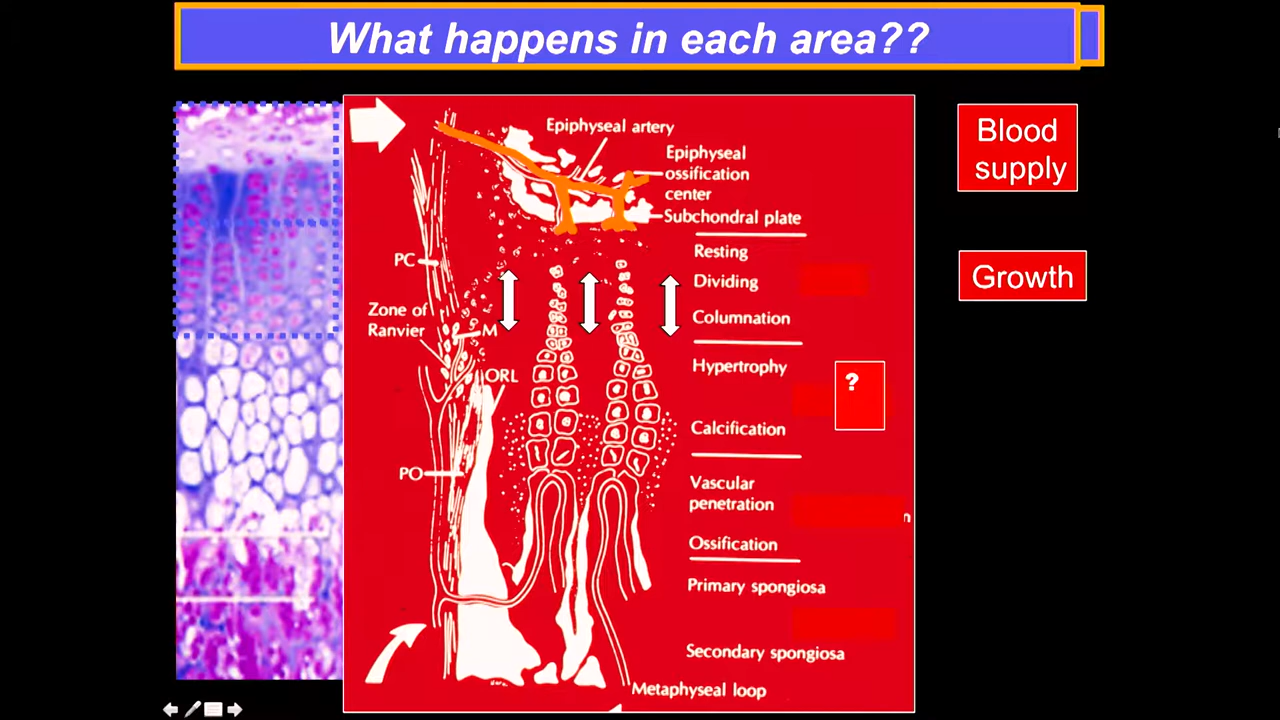 What happens in each area??
Epiphyseal artery
Epiphyseal
ossification
center
Subchondral plate
Resting
Dividing
Columnation
Hypertrophy
?
Calcification
Vascular
penetration
n
Ossification
Primary spongiosa
Secondary spongiosa
Metaphyseal loop
PC
Zone of
Ranvier
M
ORL
PO
Blood
supply
Growth